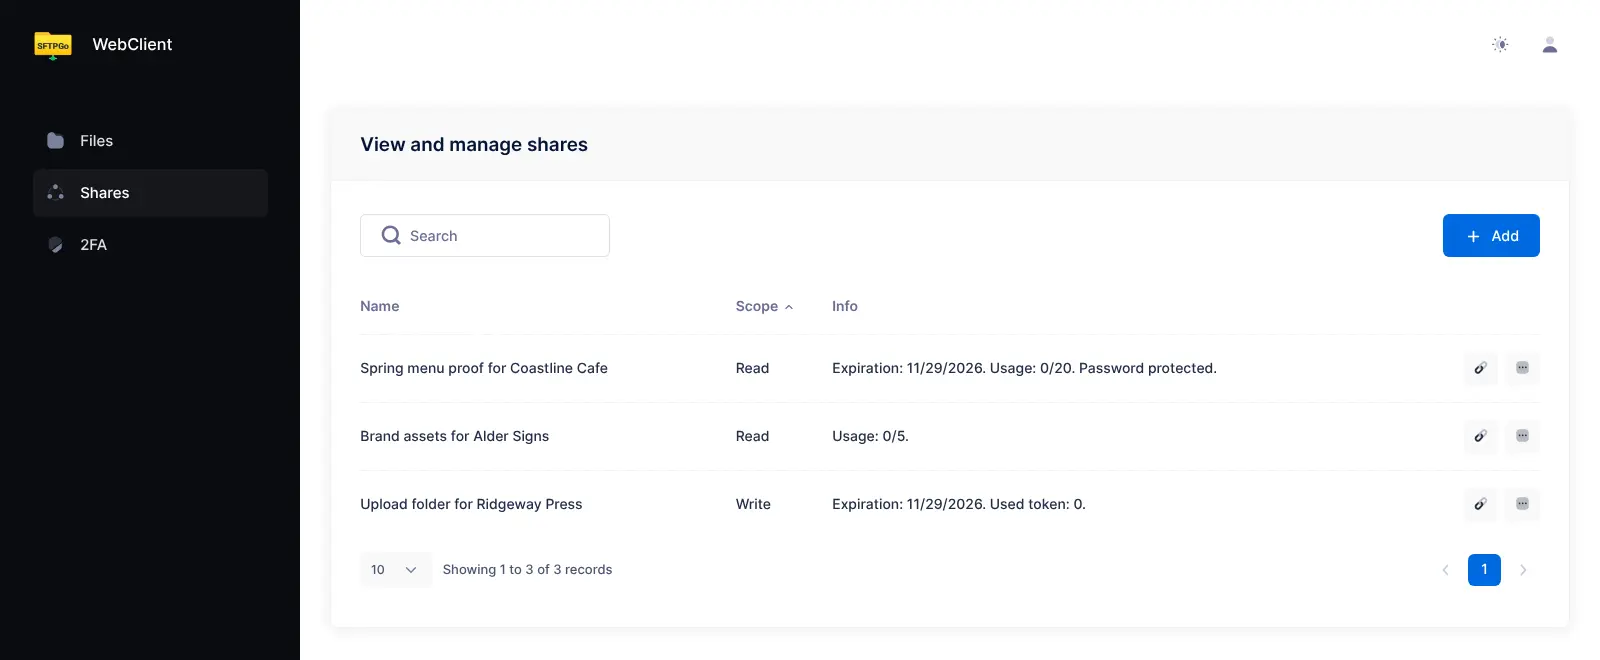 SFTPGo
WebClient
Files
Shares
2FA
View and manage shares
Search
Add
Name Scope Info
Spring menu proof for Coastline Cafe Read Expiration: 11/29/2026. Usage: 0/20. Password protected.
Brand assets for Alder Signs Read Usage: 0/5.
Upload folder for Ridgeway Press Write Expiration: 11/29/2026. Used token: 0.
10 Showing 1 to 3 of 3 records 1